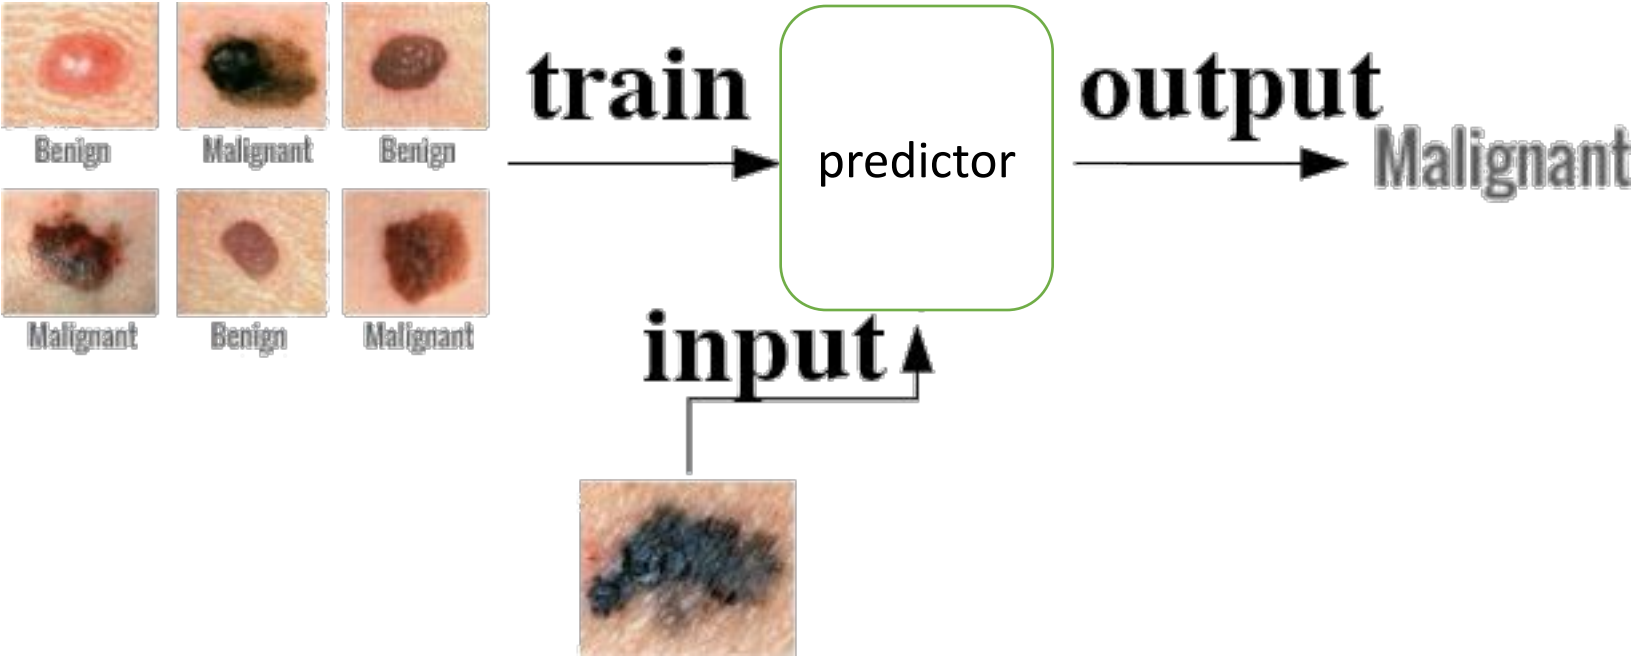 Benign Malignant Benign
Malignant Benign Malignant
train
predictor
output
Malignant
input